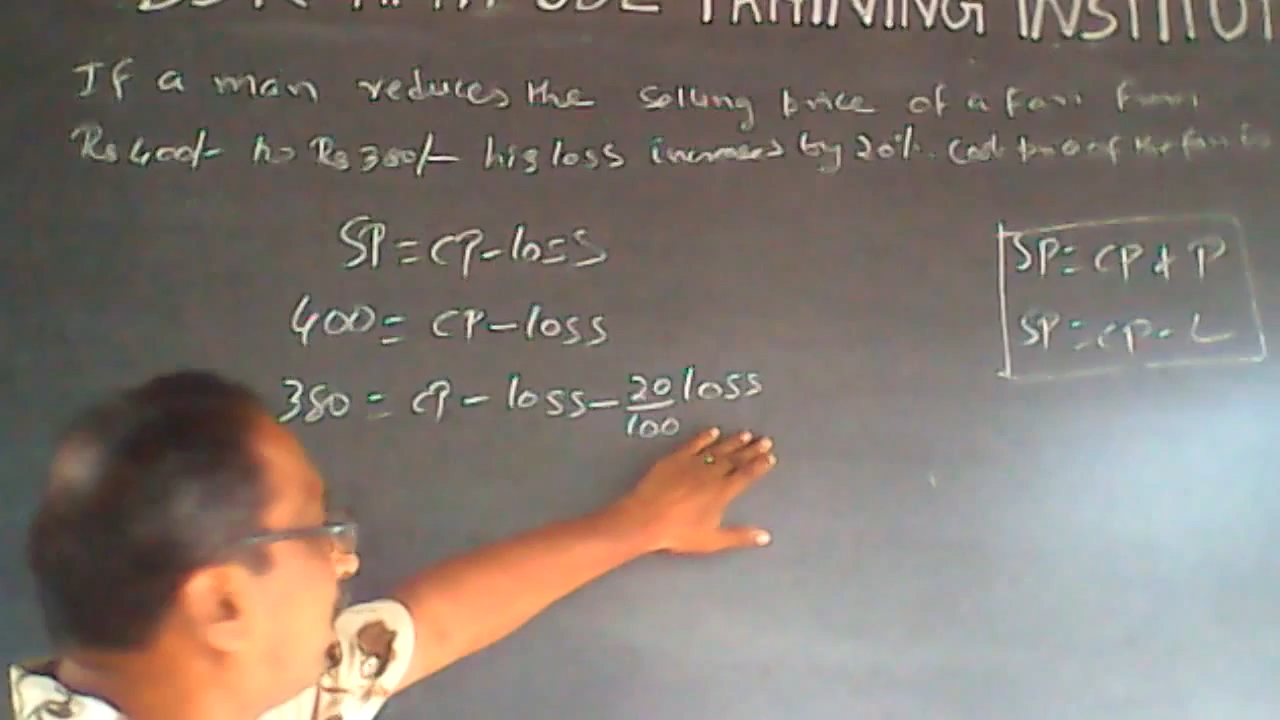 TRAINING INSTITU
If a man reduces the selling price of a fan from
Rs 400/- to Rs 380/- his loss increases by 20%. Cost price of the fan is
SP = CP - loss
400 = CP - loss
380 = CP - loss - 20/100 loss
SP = CP + P
SP = CP - L